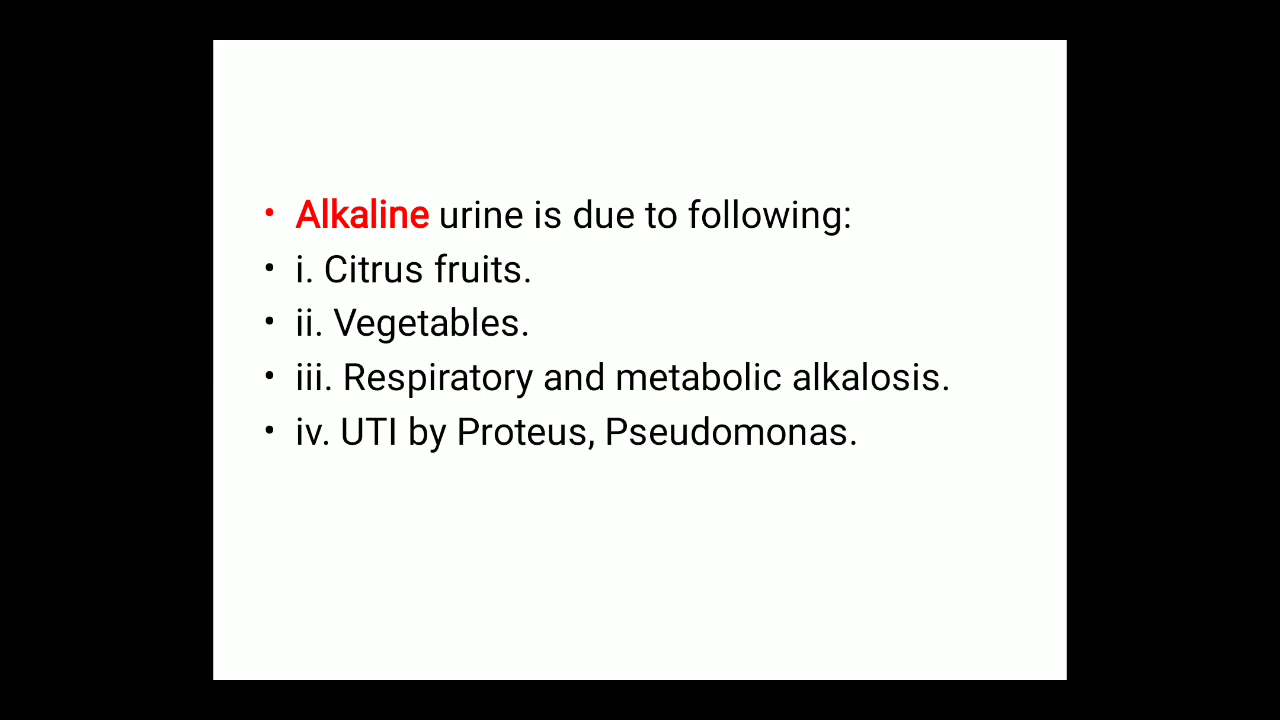 • Alkaline urine is due to following:
• i. Citrus fruits.
• ii. Vegetables.
• iii. Respiratory and metabolic alkalosis.
• iv. UTI by Proteus, Pseudomonas.